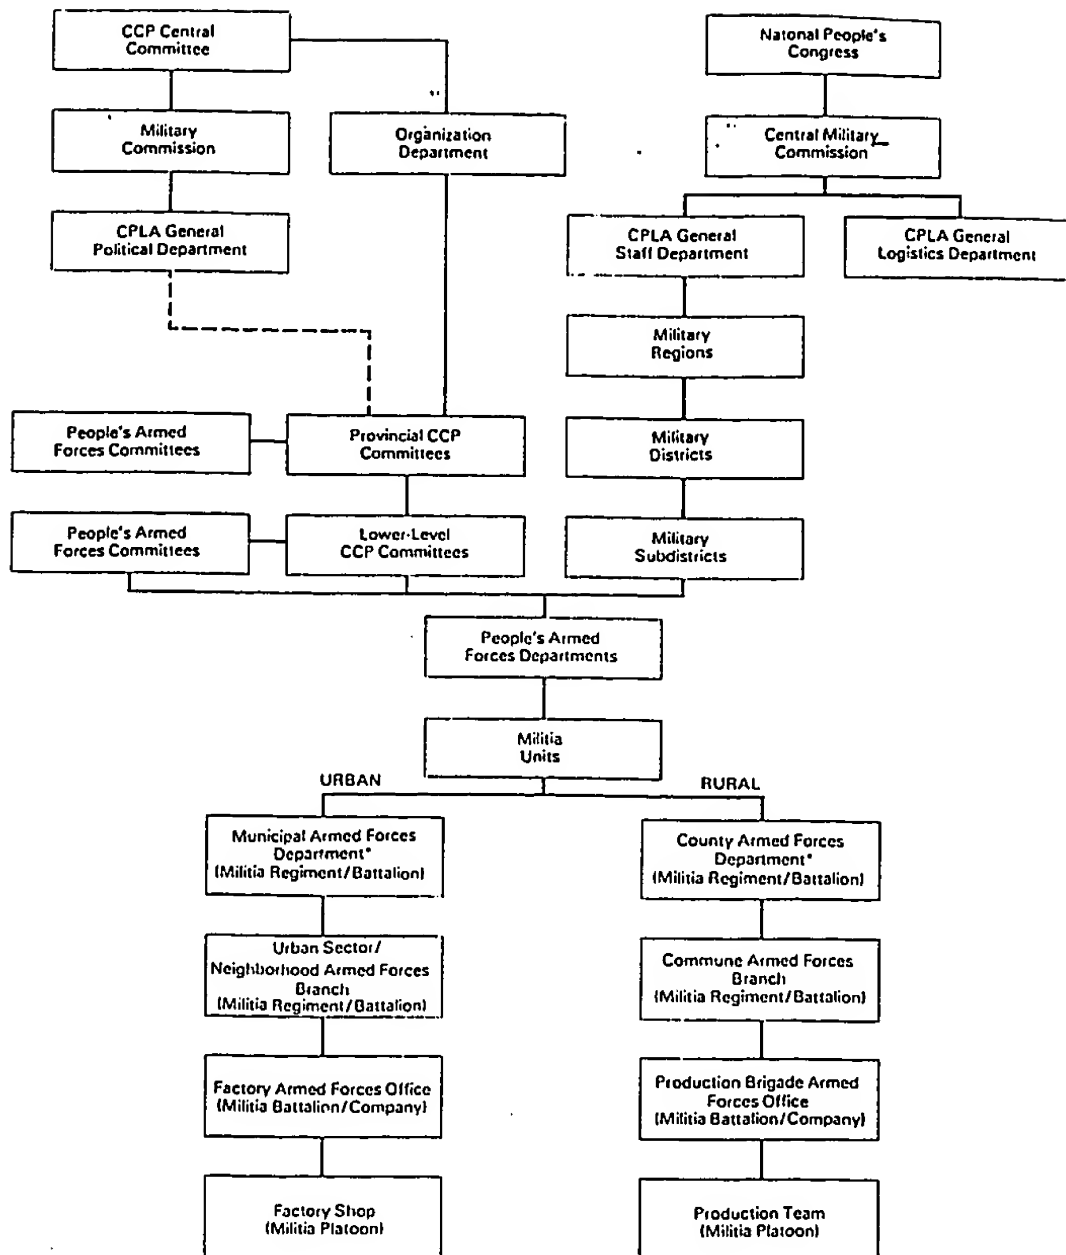 CCP Central
Committee
Natonal People's
Congress
Military
Commission
Organization
Department
Central Military
Commission
CPLA General
Political Department
CPLA General
Staff Department
CPLA General
Logistics Department
Military
Regions
People's Armed
Forces Committees
Provincial CCP
Committees
Military
Districts
People's Armed
Forces Committees
Lower-Level
CCP Committees
Military
Subdistricts
People's Armed
Forces Departments
Militia
Units
URBAN
RURAL
Municipal Armed Forces
Department*
(Militia Regiment/Battalion)
County Armed Forces
Department*
(Militia Regiment/Battalion)
Urban Sector/
Neighborhood Armed Forces
Branch
(Militia Regiment/Battalion)
Commune Armed Forces
Branch
(Militia Regiment/Battalion)
Factory Armed Forces Office
(Militia Battalion/Company)
Production Brigade Armed
Forces Office
(Militia Battalion/Company)
Factory Shop
(Militia Platoon)
Production Team
(Militia Platoon)